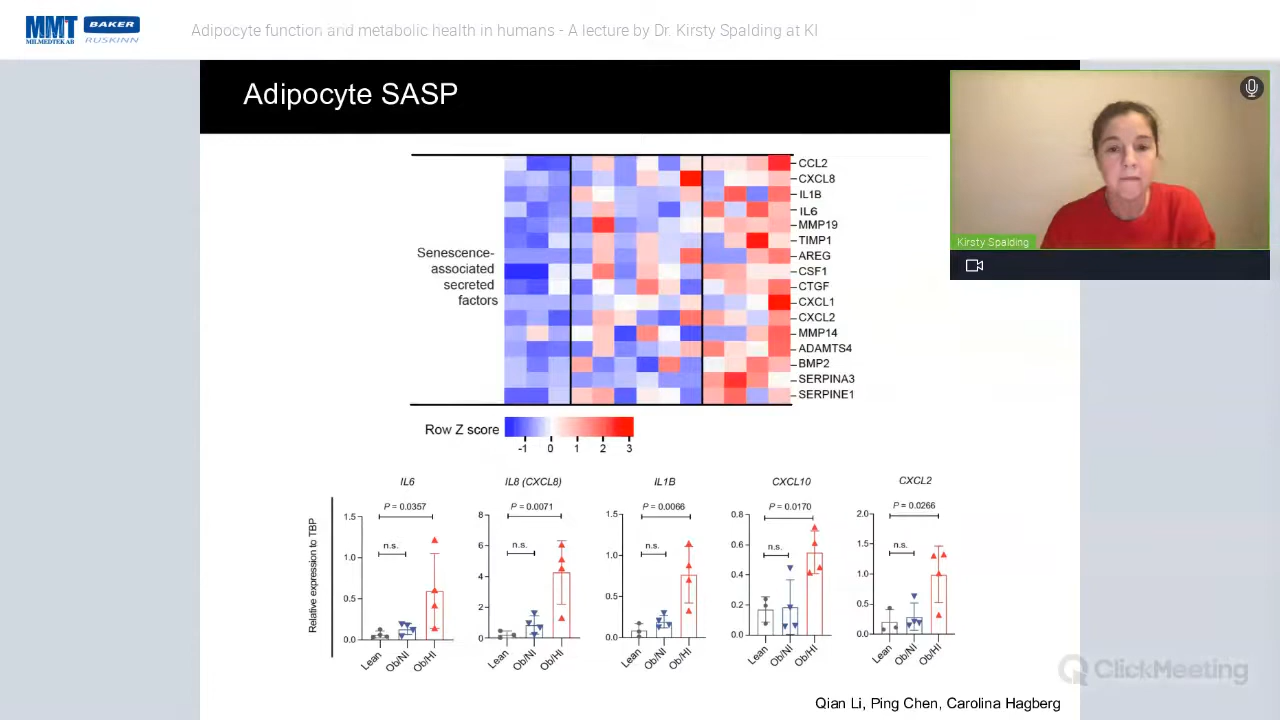 MMT
MILMEDTEK AB
BAKER
RUSKINN
Adipocyte function and metabolic health in humans - A lecture by Dr. Kirsty Spalding at KI
Adipocyte SASP
Kirsty Spalding
Senescence-
associated
secreted
factors
CCL2
CXCL8
IL1B
IL6
MMP19
TIMP1
AREG
CSF1
CTGF
CXCL1
CXCL2
MMP14
ADAMTS4
BMP2
SERPINA3
SERPINE1
Row Z score
-1 0 1 2 3
Relative expression to TBP
IL6
P = 0.0357
n.s.
1.5
1.0
0.5
0.0
Lean Ob/NI Ob/HI
IL8 (CXCL8)
P = 0.0071
n.s.
8
6
4
2
0
Lean Ob/NI Ob/HI
IL1B
P = 0.0066
n.s.
1.5
1.0
0.5
0.0
Lean Ob/NI Ob/HI
CXCL10
P = 0.0170
n.s.
0.8
0.6
0.4
0.2
0.0
Lean Ob/NI Ob/HI
CXCL2
P = 0.0266
n.s.
2.0
1.5
1.0
0.5
0.0
Lean Ob/NI Ob/HI
ClickMeeting
Qian Li, Ping Chen, Carolina Hagberg